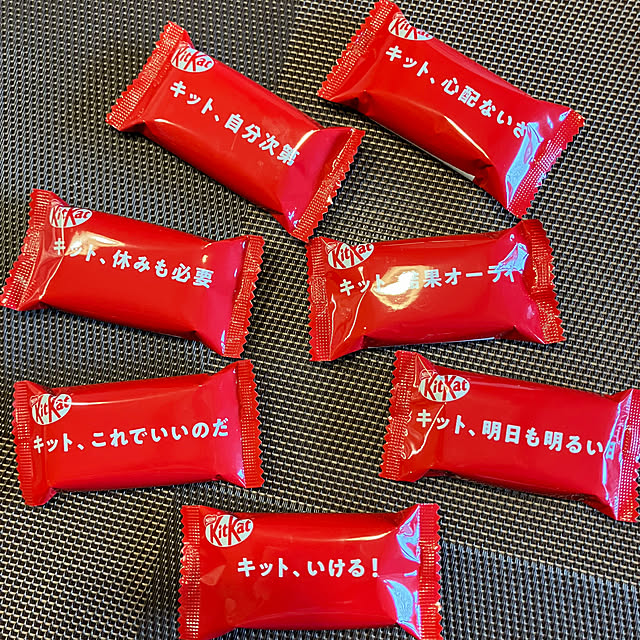 KitKat
キット、自分次第
KitKat
キット、心配ないさ
KitKat
キット、休みも必要
KitKat
キット、結果オーライ
KitKat
キット、これでいいのだ
KitKat
キット、明日も明るい
KitKat
キット、いける！